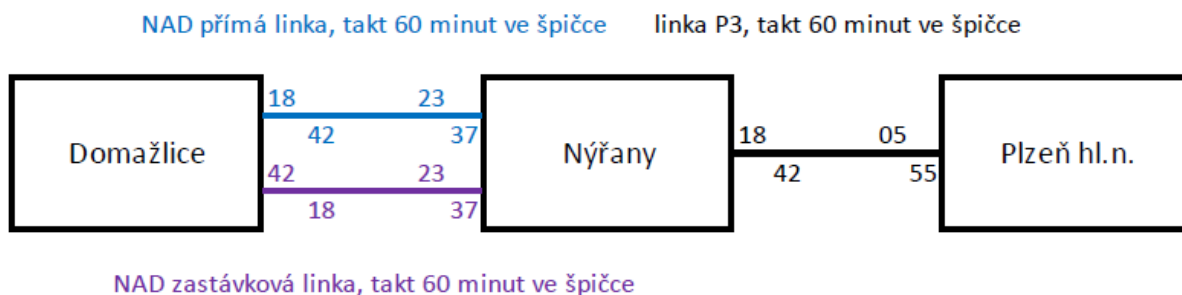 NAD přímá linka, takt 60 minut ve špičce linka P3, takt 60 minut ve špičce
18 23
42 37
Domažlice Nýřany Plzeň hl.n.
18 05
42 55
42 23
18 37
NAD zastávková linka, takt 60 minut ve špičce